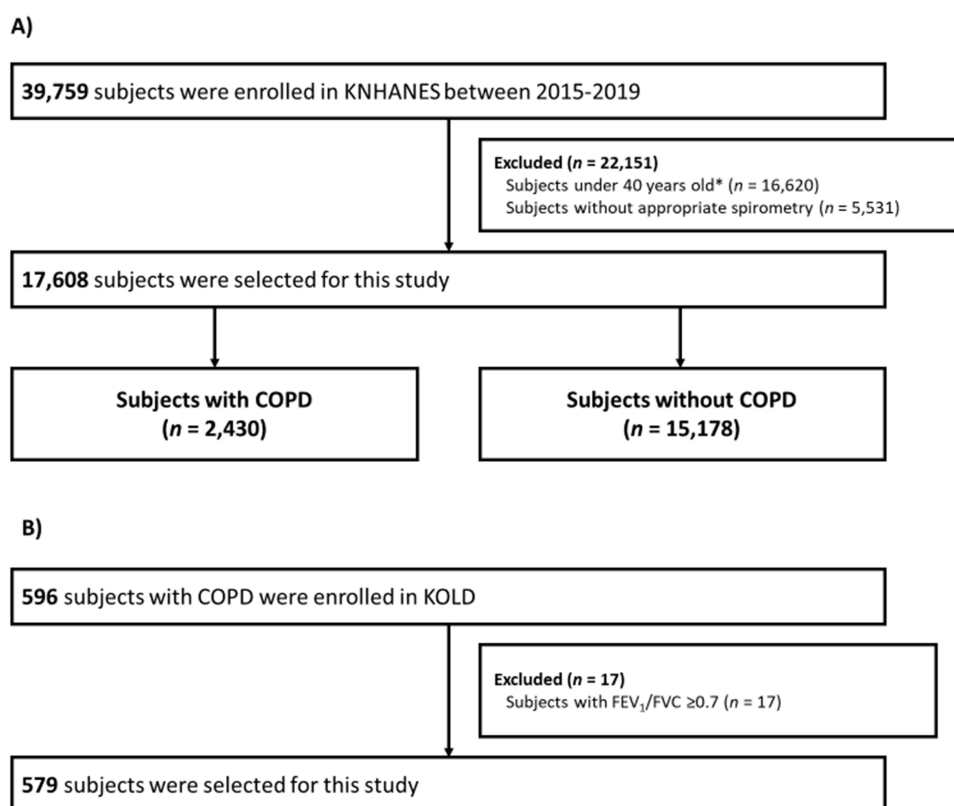 A)
39,759 subjects were enrolled in KNHANES between 2015-2019
Excluded (n = 22,151)
Subjects under 40 years old* (n = 16,620)
Subjects without appropriate spirometry (n = 5,531)
17,608 subjects were selected for this study
Subjects with COPD
(n = 2,430)
Subjects without COPD
(n = 15,178)
B)
596 subjects with COPD were enrolled in KOLD
Excluded (n = 17)
Subjects with FEV₁/FVC ≥0.7 (n = 17)
579 subjects were selected for this study